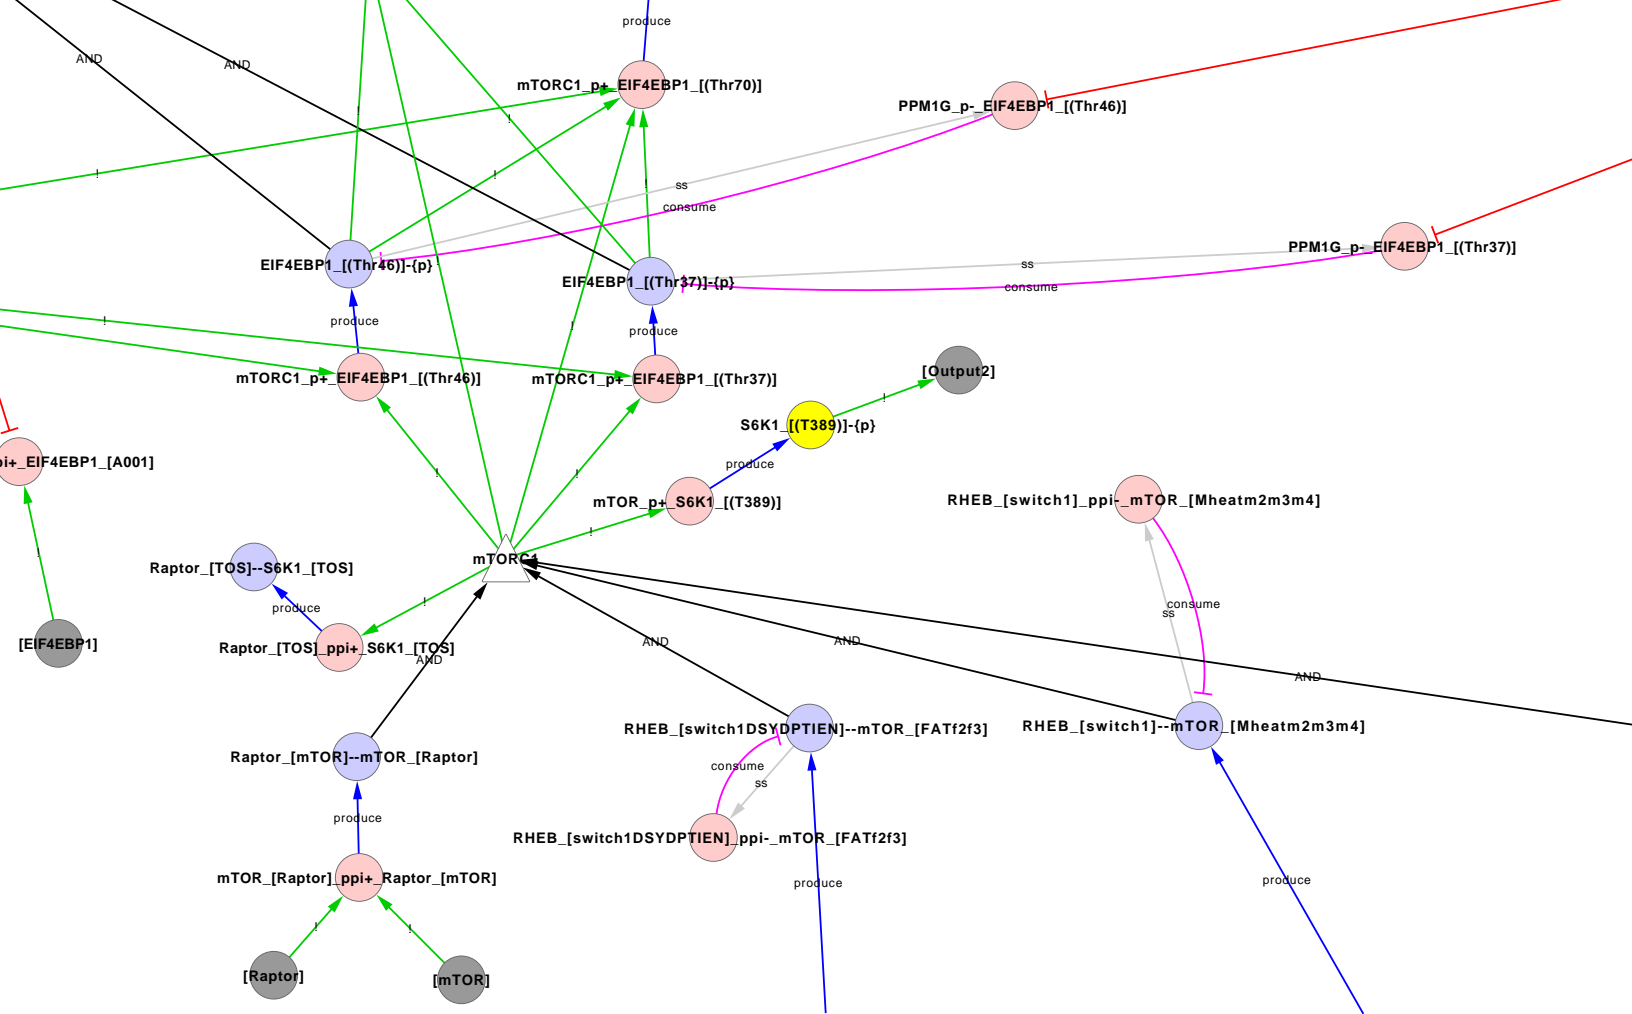 produce
AND
AND
mTORC1_p+_EIF4EBP1_[(Thr70)]
PPM1G_p-_EIF4EBP1_[(Thr46)]
!
!
!
!
!
ss
!
consume
PPM1G_p-_EIF4EBP1_[(Thr37)]
EIF4EBP1_[(Thr46)]-{p}
!
ss
EIF4EBP1_[(Thr37)]-{p}
consume
!
produce
!
produce
mTORC1_p+_EIF4EBP1_[(Thr46)]
mTORC1_p+_EIF4EBP1_[(Thr37)]
[Output2]
!
S6K1_[(T389)]-{p}
pi+_EIF4EBP1_[A001]
produce
!
!
mTOR_p+_S6K1_[(T389)]
RHEB_[switch1]_ppi-_mTOR_[Mheatm2m3m4]
!
!
mTORC1
Raptor_[TOS]--S6K1_[TOS]
!
produce
consume
ss
[EIF4EBP1]
Raptor_[TOS]_ppi+_S6K1_[TOS]
AND
AND
AND
AND
RHEB_[switch1DSYDPTIEN]--mTOR_[FATf2f3]
RHEB_[switch1]--mTOR_[Mheatm2m3m4]
Raptor_[mTOR]--mTOR_[Raptor]
consume
ss
produce
RHEB_[switch1DSYDPTIEN]_ppi-_mTOR_[FATf2f3]
mTOR_[Raptor]_ppi+_Raptor_[mTOR]
produce
produce
!
!
[Raptor]
[mTOR]